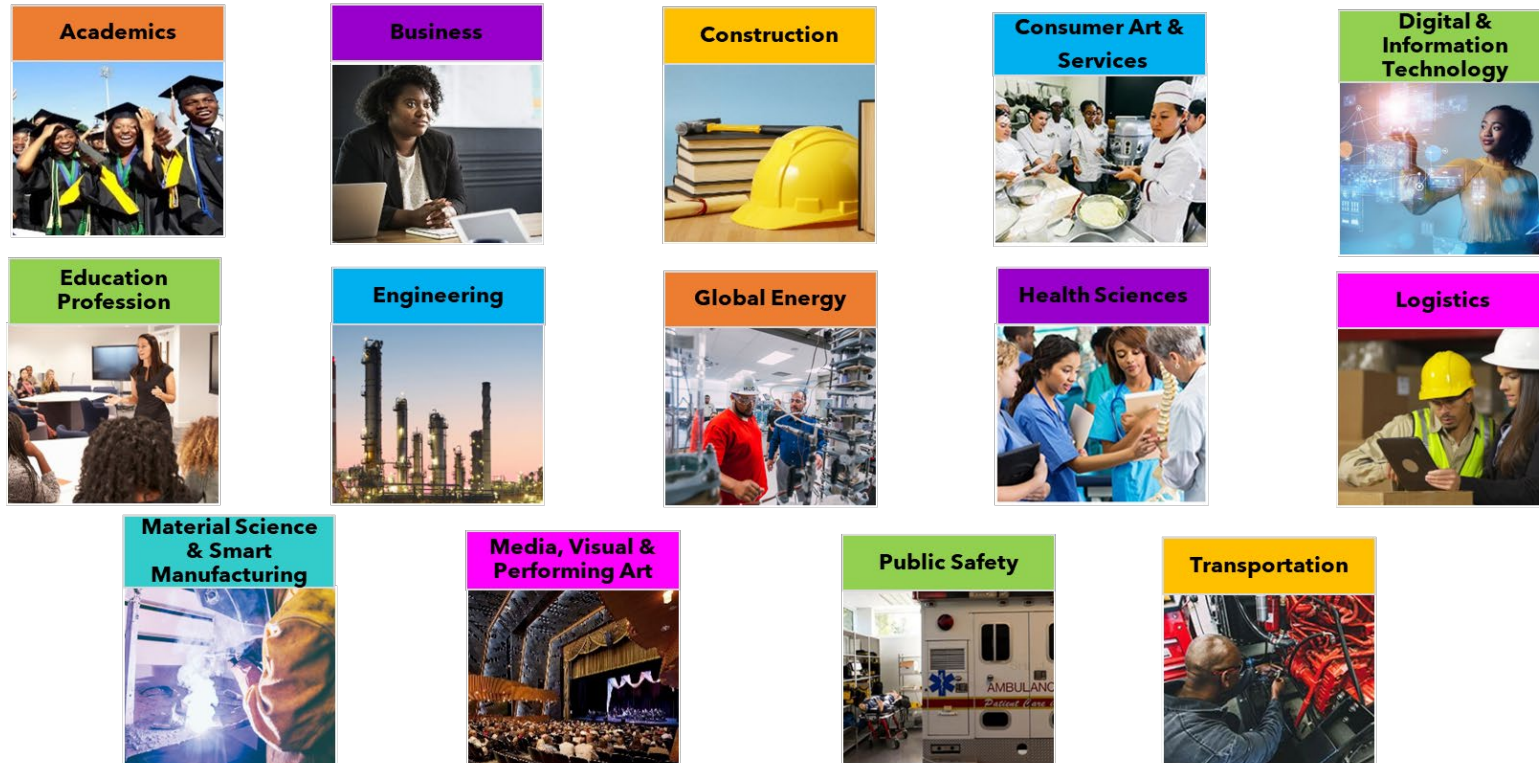 Academics
Business
Construction
Consumer Art &
Services
Digital &
Information
Technology
Education
Profession
Engineering
Global Energy
Health Sciences
Logistics
Material Science
& Smart
Manufacturing
Media, Visual &
Performing Art
Public Safety
Transportation
AMBULANC
Patient Care